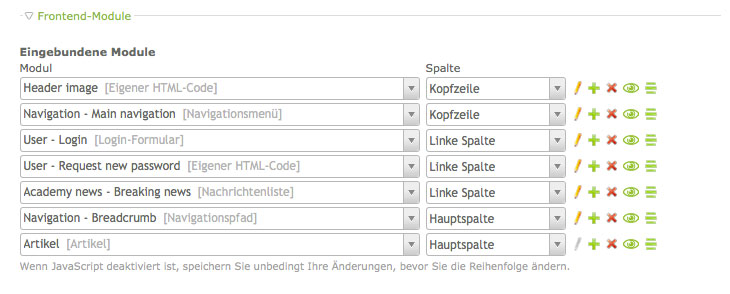 Frontend-Module
Eingebundene Module
Modul Spalte
Header image [Eigener HTML-Code] Kopfzeile
Navigation - Main navigation [Navigationsmenü] Kopfzeile
User - Login [Login-Formular] Linke Spalte
User - Request new password [Eigener HTML-Code] Linke Spalte
Academy news - Breaking news [Nachrichtenliste] Linke Spalte
Navigation - Breadcrumb [Navigationspfad] Hauptspalte
Artikel [Artikel] Hauptspalte
Wenn JavaScript deaktiviert ist, speichern Sie unbedingt Ihre Änderungen, bevor Sie die Reihenfolge ändern.